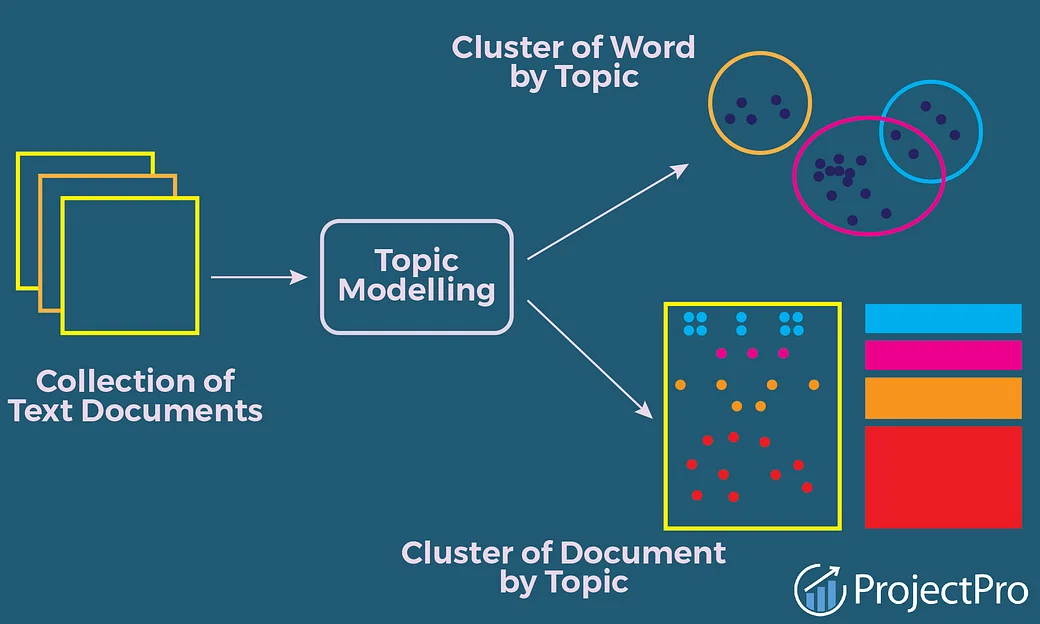 Cluster of Word
by Topic
Topic
Modelling
Collection of
Text Documents
Cluster of Document
by Topic
ProjectPro